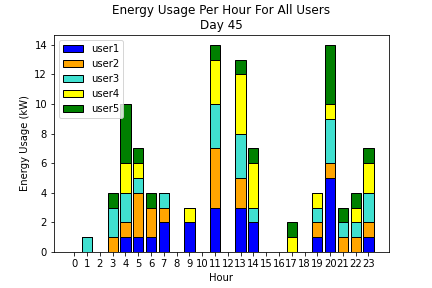 Energy Usage Per Hour For All Users
Day 45
Energy Usage (kW)
14
12
10
8
6
4
2
0
user1
user2
user3
user4
user5
0 1 2 3 4 5 6 7 8 9 10 11 12 13 14 15 16 17 18 19 20 21 22 23
Hour